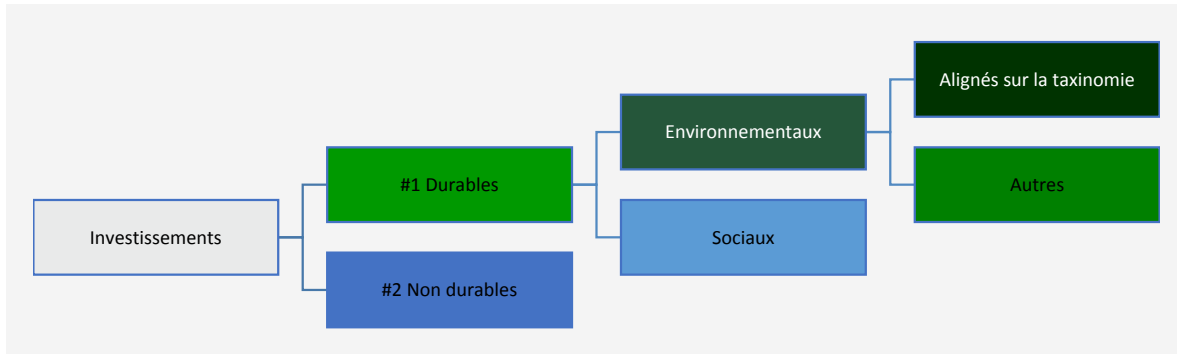 Investissements
#1 Durables
#2 Non durables
Environnementaux
Sociaux
Alignés sur la taxinomie
Autres